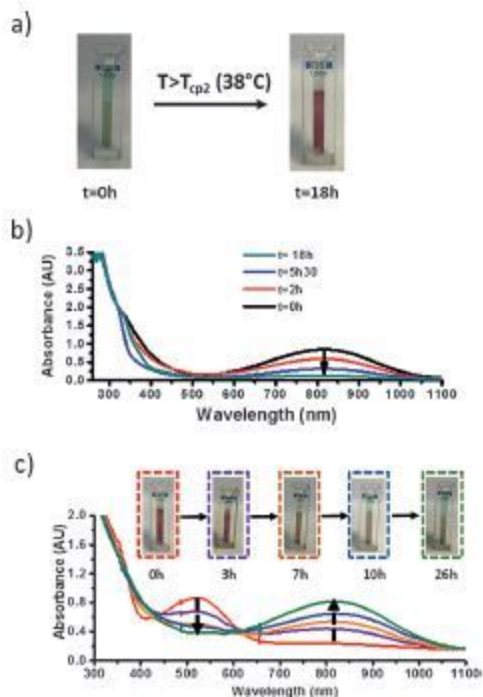 a)
T>Tcp2 (38°C)
t=0h
t=18h
b)
3.5
3.0
2.5
2.0
1.5
1.0
0.5
0.0
Absorbance (AU)
t= 18h
t=5h30
t=2h
t=0h
300 400 500 600 700 800 900 1000 1100
Wavelength (nm)
c)
0h 3h 7h 10h 26h
2.0
1.6
1.2
0.8
0.4
Absorbance (AU)
300 400 500 600 700 800 900 1000 1100
Wavelength (nm)